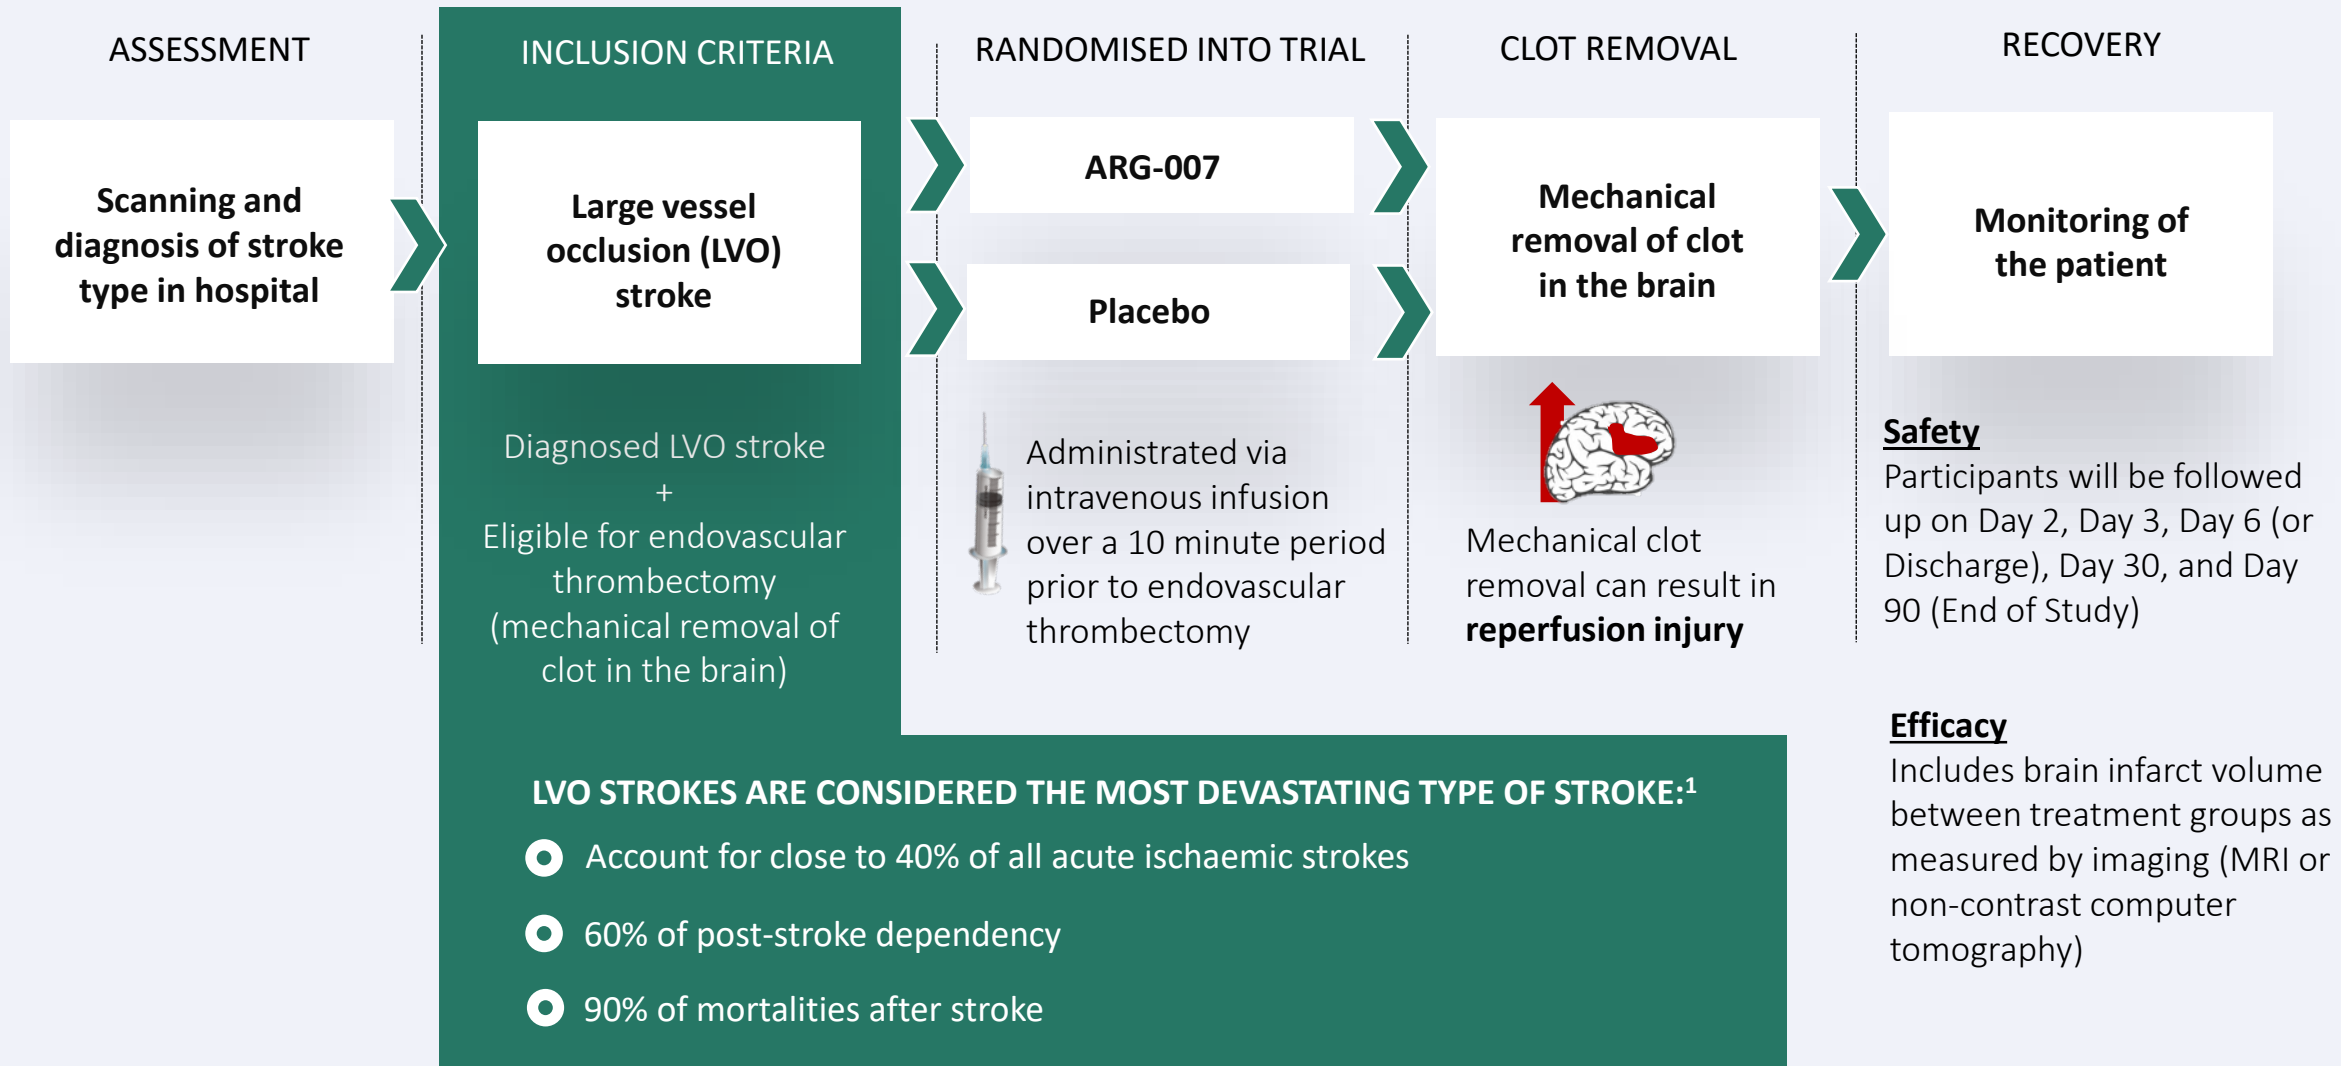 ASSESSMENT
Scanning and
diagnosis of stroke
type in hospital
INCLUSION CRITERIA
Large vessel
occlusion (LVO)
stroke
Diagnosed LVO stroke
+
Eligible for endovascular
thrombectomy
(mechanical removal of
clot in the brain)
RANDOMISED INTO TRIAL
ARG-007
Placebo
Administrated via
intravenous infusion
over a 10 minute period
prior to endovascular
thrombectomy
CLOT REMOVAL
Mechanical
removal of clot
in the brain
Mechanical clot
removal can result in
reperfusion injury
RECOVERY
Monitoring of
the patient
Safety
Participants will be followed
up on Day 2, Day 3, Day 6 (or
Discharge), Day 30, and Day
90 (End of Study)
Efficacy
Includes brain infarct volume
between treatment groups as
measured by imaging (MRI or
non-contrast computer
tomography)
LVO STROKES ARE CONSIDERED THE MOST DEVASTATING TYPE OF STROKE:1
Account for close to 40% of all acute ischaemic strokes
60% of post-stroke dependency
90% of mortalities after stroke